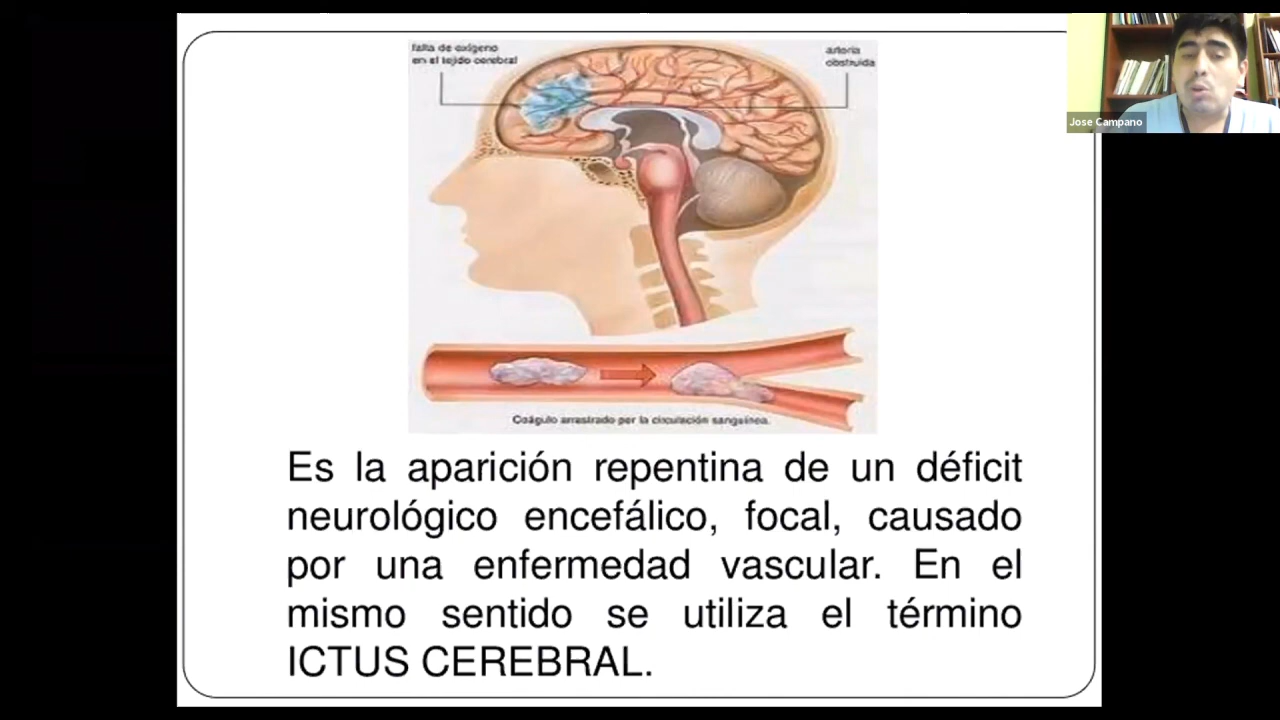 falta de oxígeno
en el tejido cerebral
arteria
obstruida
Jose Campano
Coágulo arrastrado por la circulación sanguínea.
Es la aparición repentina de un déficit
neurológico encefálico, focal, causado
por una enfermedad vascular. En el
mismo sentido se utiliza el término
ICTUS CEREBRAL.